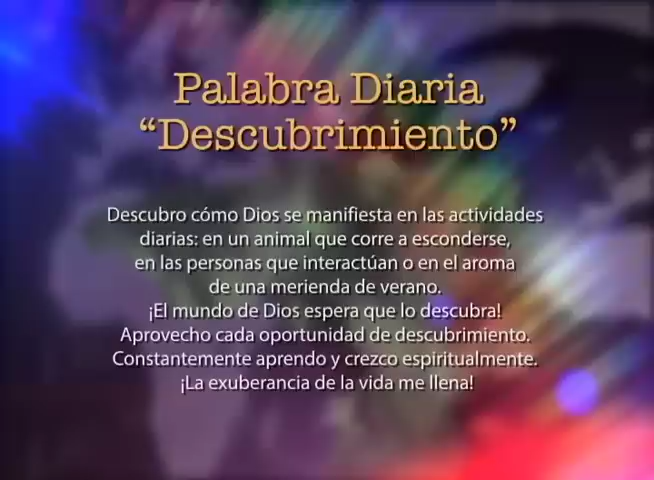 Palabra Diaria
“Descubrimiento”
Descubro cómo Dios se manifiesta en las actividades
diarias: en un animal que corre a esconderse,
en las personas que interactúan o en el aroma
de una merienda de verano.
¡El mundo de Dios espera que lo descubra!
Aprovecho cada oportunidad de descubrimiento.
Constantemente aprendo y crezco espiritualmente.
¡La exuberancia de la vida me llena!